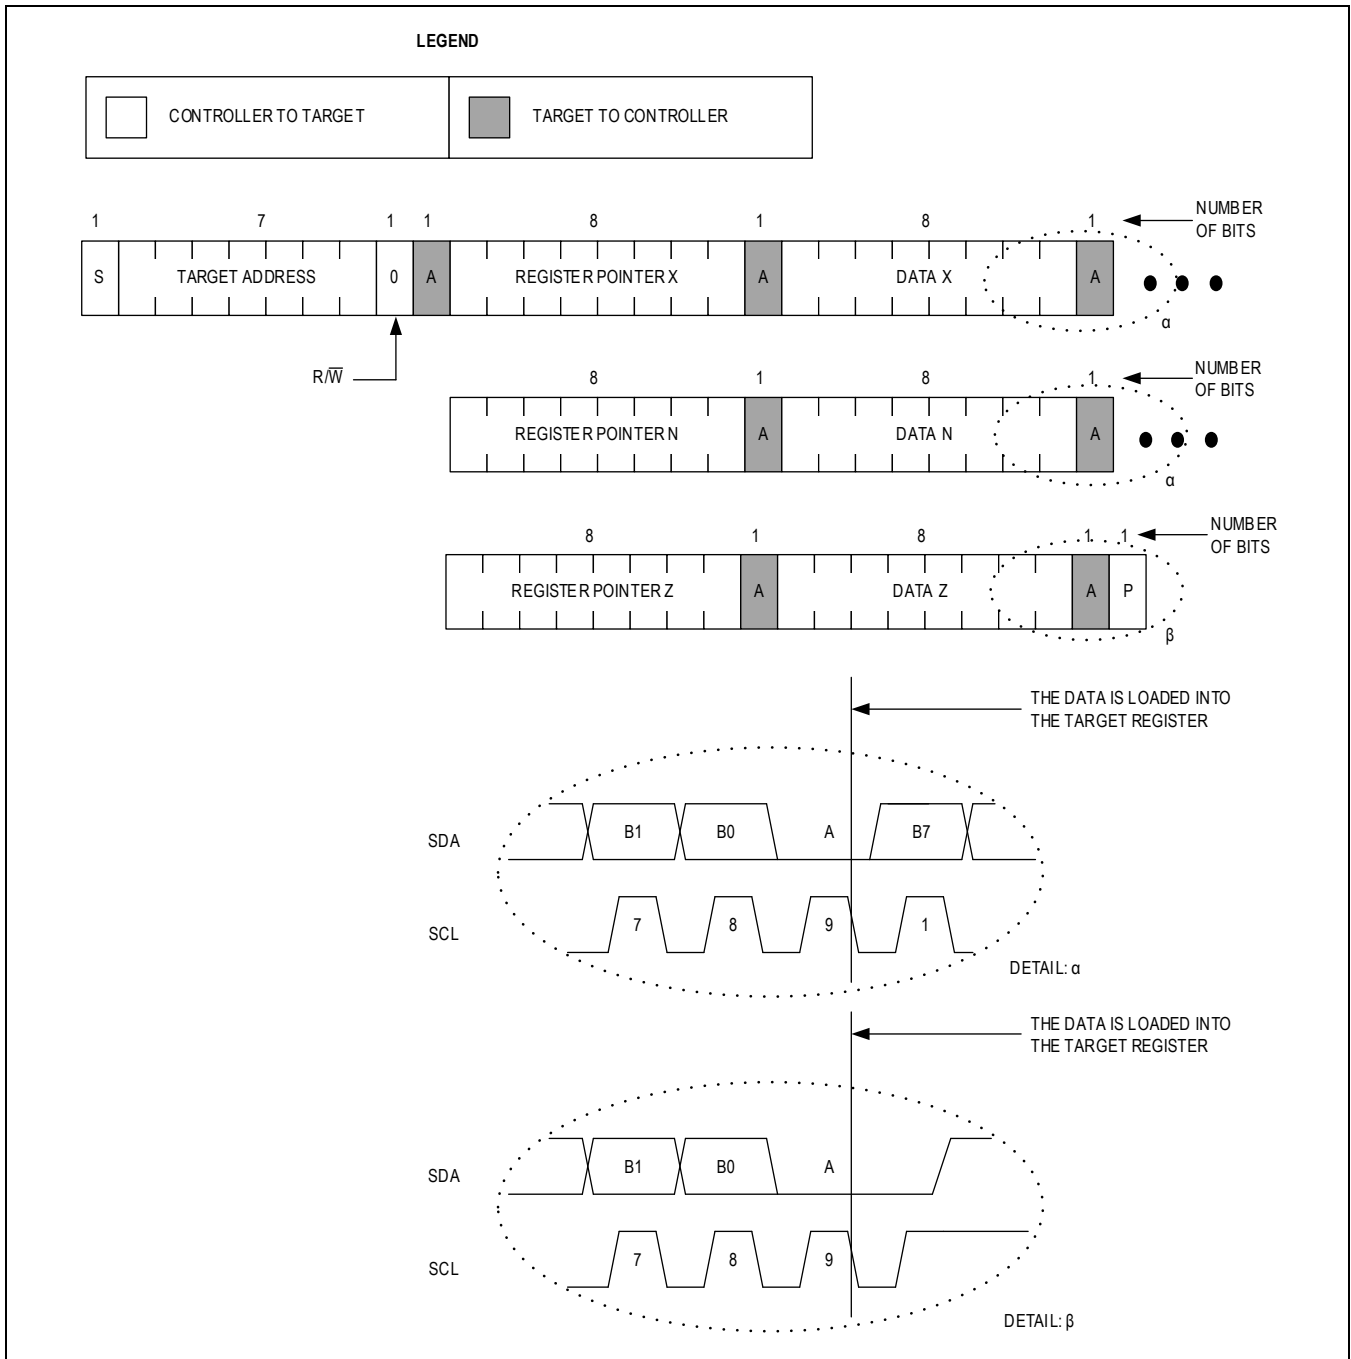 LEGEND
CONTROLLER TO TARGET
TARGET TO CONTROLLER
1 7 1 1 8 1 8 1
NUMBER
OF BITS
S TARGET ADDRESS 0 A REGISTER POINTER X A DATA X A
α
R/W̅
8 1 8 1
NUMBER
OF BITS
REGISTER POINTER N A DATA N A
α
8 1 8 1 1
NUMBER
OF BITS
REGISTER POINTER Z A DATA Z A P
β
THE DATA IS LOADED INTO
THE TARGET REGISTER
SDA B1 B0 A B7
SCL 7 8 9 1
DETAIL: α
THE DATA IS LOADED INTO
THE TARGET REGISTER
SDA B1 B0 A
SCL 7 8 9
DETAIL: β